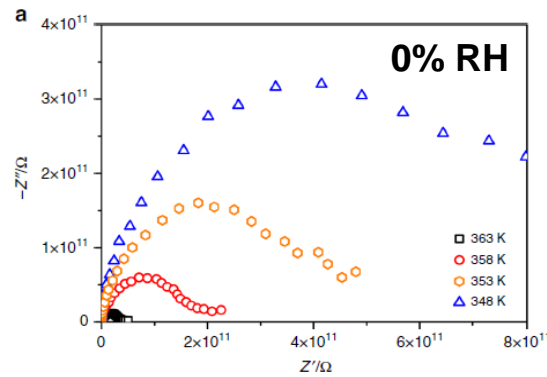 a
4×10¹¹
3×10¹¹
2×10¹¹
1×10¹¹
0
−Z″/Ω
0% RH
363 K
358 K
353 K
348 K
0
2×10¹¹
4×10¹¹
6×10¹¹
8×10¹¹
Z′/Ω